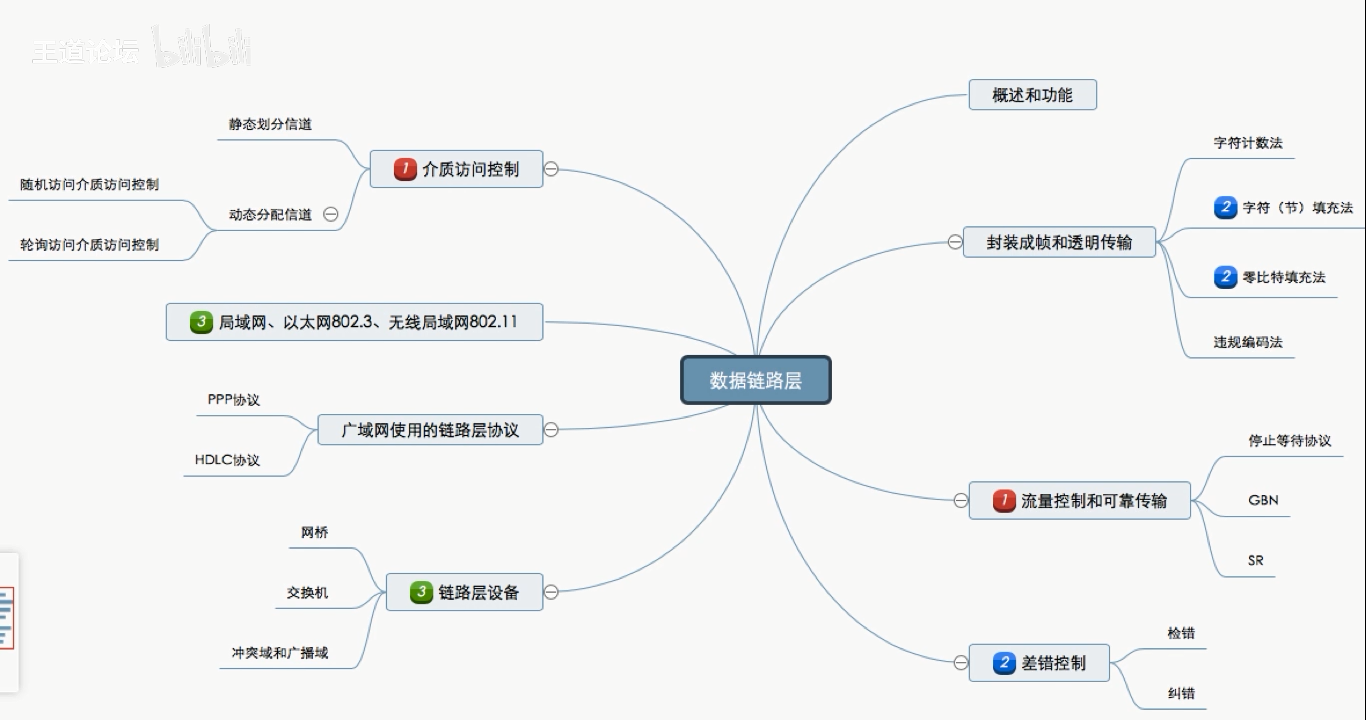 王道论坛 bilibili
概述和功能
封装成帧和透明传输
字符计数法
2 字符（节）填充法
2 零比特填充法
违规编码法
1 流量控制和可靠传输
停止等待协议
GBN
SR
2 差错控制
检错
纠错
数据链路层
1 介质访问控制
静态划分信道
动态分配信道
随机访问介质访问控制
轮询访问介质访问控制
3 局域网、以太网802.3、无线局域网802.11
广域网使用的链路层协议
PPP协议
HDLC协议
3 链路层设备
网桥
交换机
冲突域和广播域